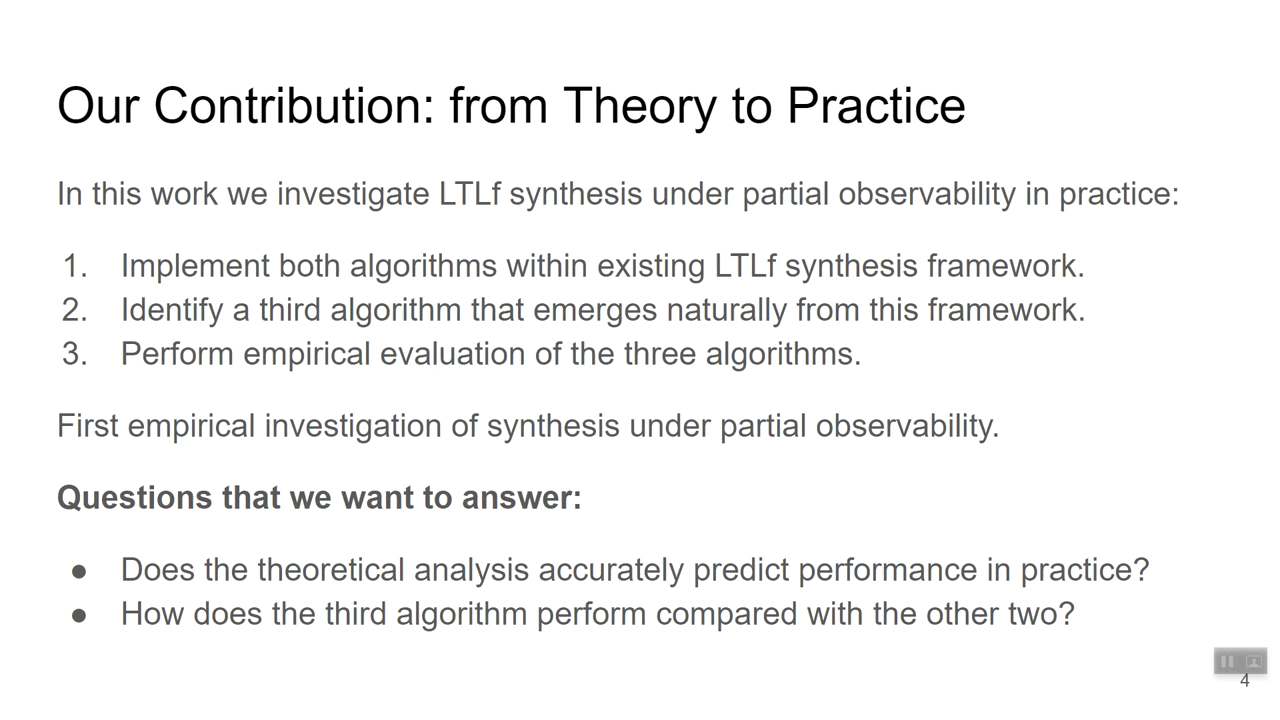 Our Contribution: from Theory to Practice
In this work we investigate LTLf synthesis under partial observability in practice:
1. Implement both algorithms within existing LTLf synthesis framework.
2. Identify a third algorithm that emerges naturally from this framework.
3. Perform empirical evaluation of the three algorithms.
First empirical investigation of synthesis under partial observability.
Questions that we want to answer:
● Does the theoretical analysis accurately predict performance in practice?
● How does the third algorithm perform compared with the other two?
4